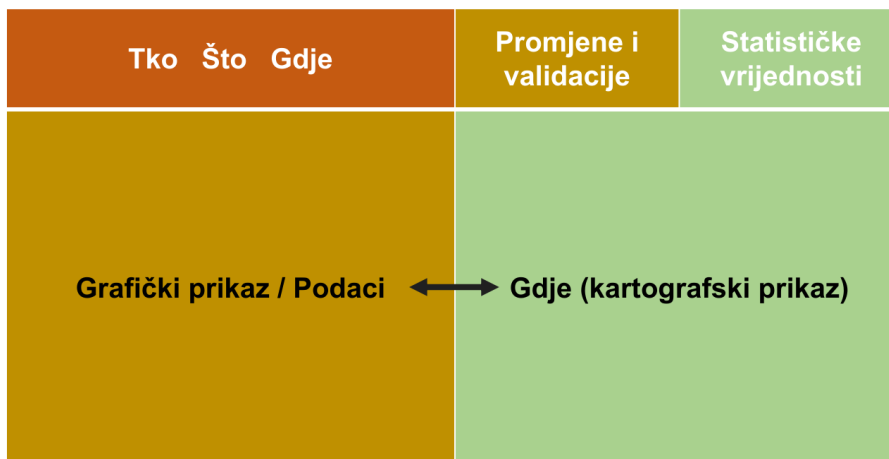 Tko Što Gdje
Promjene i
validacije
Statističke
vrijednosti
Grafički prikaz / Podaci
Gdje (kartografski prikaz)